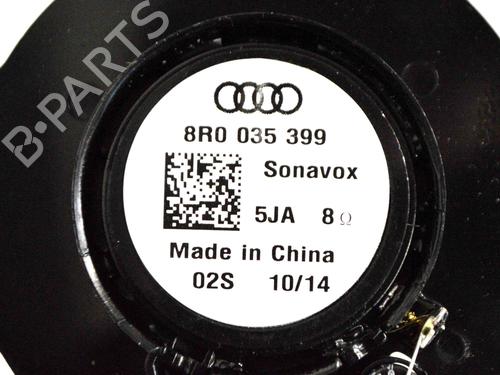 B-PARTS
8R0 035 399
Sonavox
5JA 8Ω
Made in China
02S 10/14